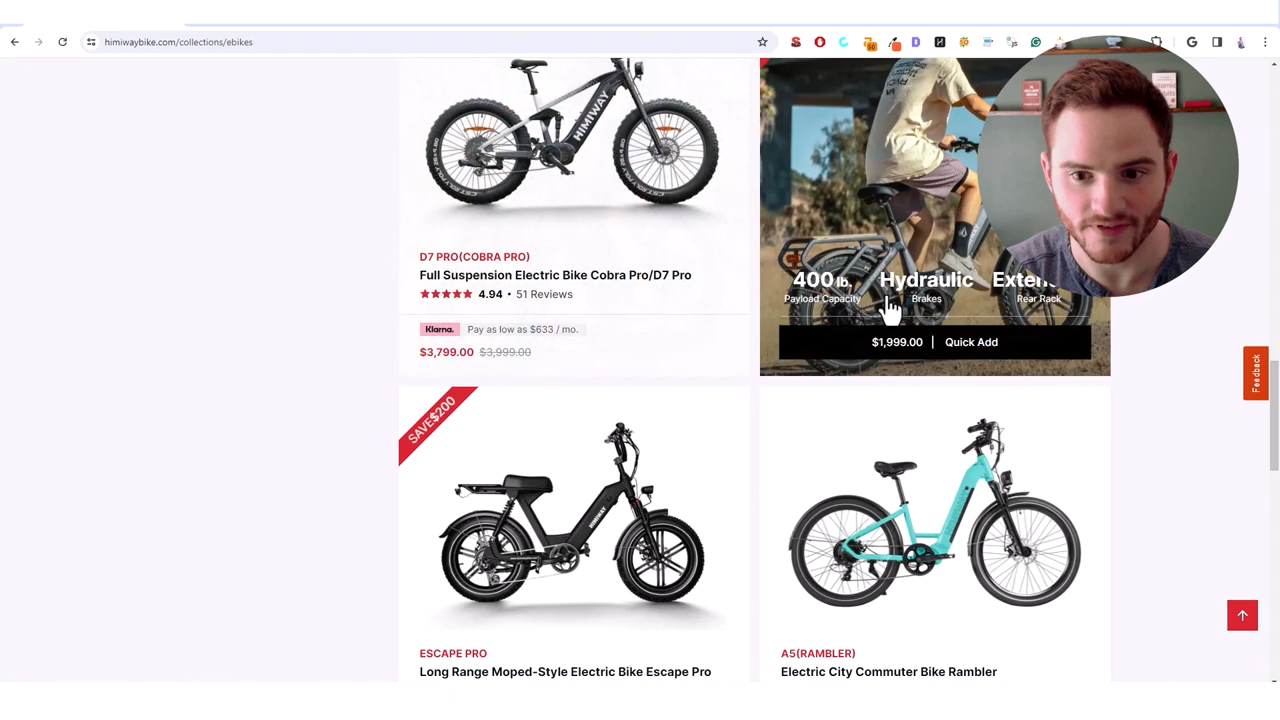 himiwaybike.com/collections/ebikes
HIMIWAY
D7 PRO(COBRA PRO)
Full Suspension Electric Bike Cobra Pro/D7 Pro
4.94 • 51 Reviews
Klarna. Pay as low as $633 / mo.
$3,799.00 $3,999.00
400 lb. Hydraulic
Payload Capacity Brakes Rear Rack
$1,999.00 | Quick Add
Feedback
SAVE$200
HIMIWAY
ESCAPE PRO
Long Range Moped-Style Electric Bike Escape Pro
A5(RAMBLER)
Electric City Commuter Bike Rambler